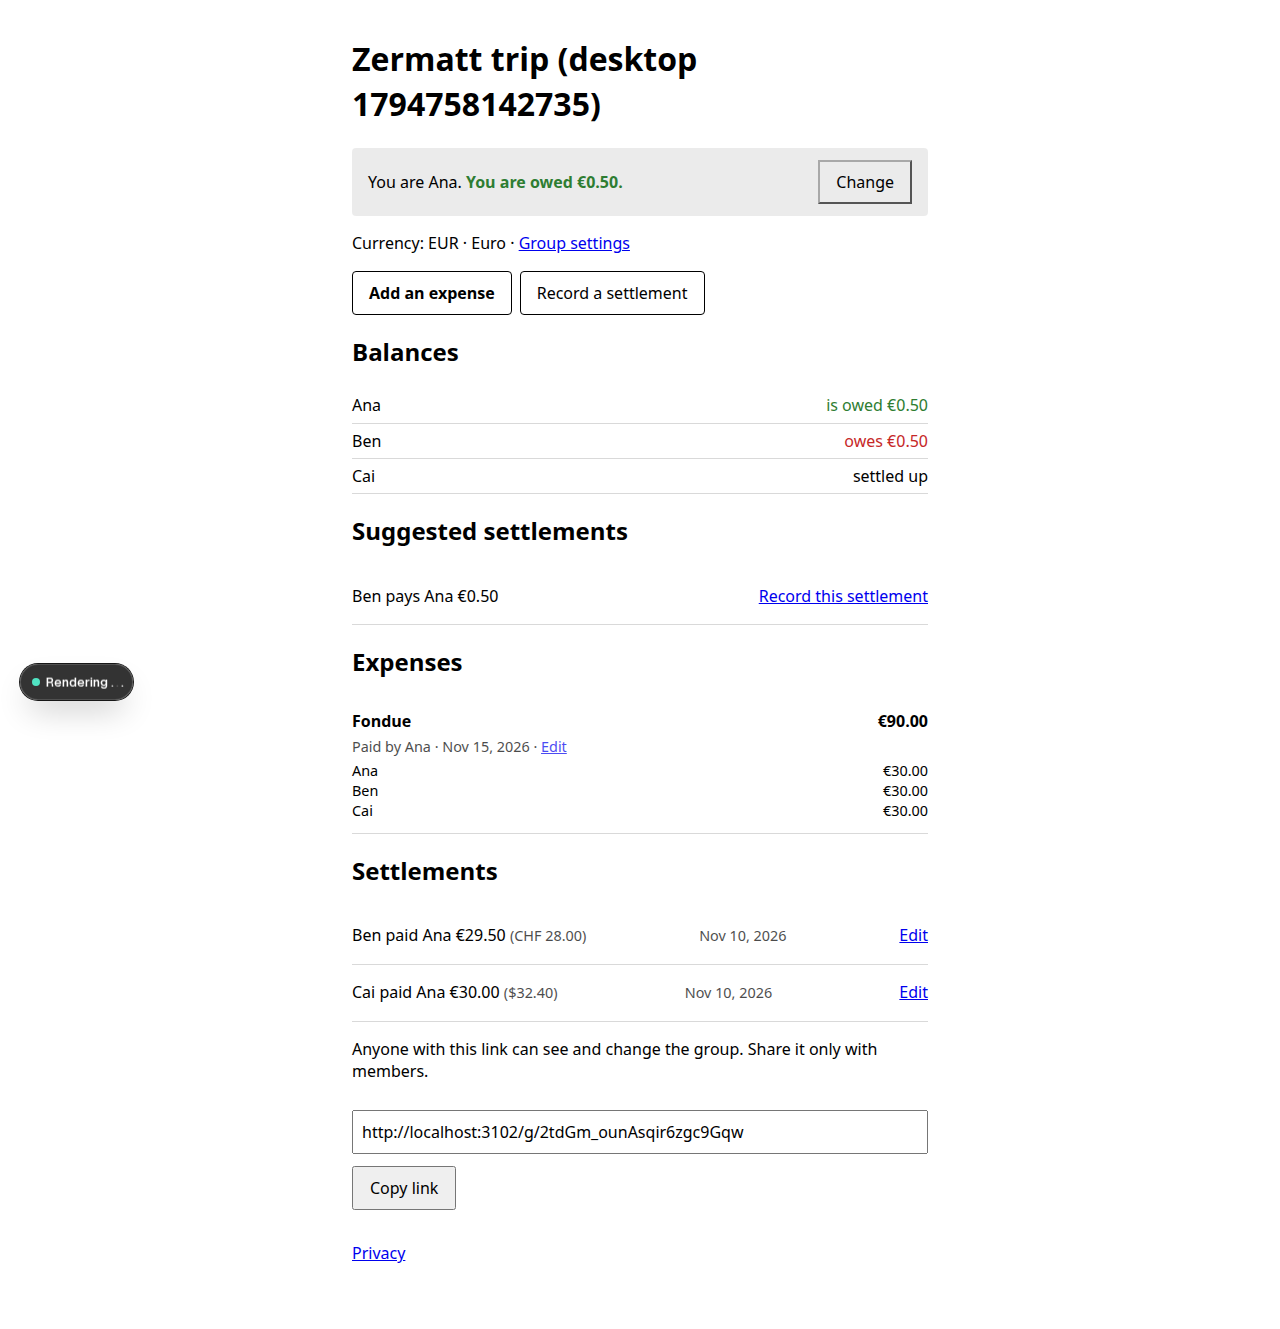 Zermatt trip (desktop
1794758142735)
You are Ana. You are owed €0.50.
Change
Currency: EUR · Euro · Group settings
Add an expense
Record a settlement
Balances
Ana is owed €0.50
Ben owes €0.50
Cai settled up
Suggested settlements
Ben pays Ana €0.50 Record this settlement
Rendering...
Expenses
Fondue €90.00
Paid by Ana · Nov 15, 2026 · Edit
Ana €30.00
Ben €30.00
Cai €30.00
Settlements
Ben paid Ana €29.50 (CHF 28.00) Nov 10, 2026 Edit
Cai paid Ana €30.00 ($32.40) Nov 10, 2026 Edit
Anyone with this link can see and change the group. Share it only with
members.
http://localhost:3102/g/2tdGm_ounAsqir6zgc9Gqw
Copy link
Privacy